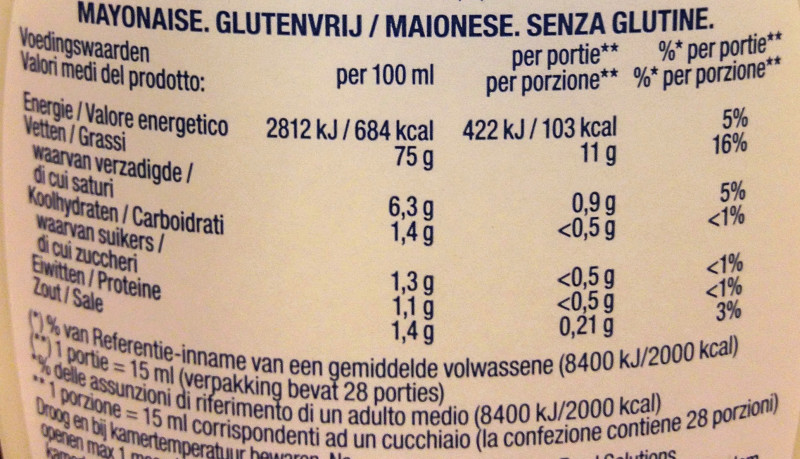 MAYONAISE. GLUTENVRIJ / MAIONESE. SENZA GLUTINE.
Voedingswaarden per portie** %* per portie**
Valori medi del prodotto: per 100 ml per porzione** %* per porzione**
Energie / Valore energetico 2812 kJ / 684 kcal 422 kJ / 103 kcal 5%
Vetten / Grassi 75 g 11 g 16%
waarvan verzadigde /
di cui saturi 6,3 g 0,9 g 5%
Koolhydraten / Carboidrati 1,4 g <0,5 g <1%
waarvan suikers /
di cui zuccheri 1,3 g <0,5 g <1%
Eiwitten / Proteine 1,1 g <0,5 g <1%
Zout / Sale 1,4 g 0,21 g 3%
(*) % van Referentie-inname van een gemiddelde volwassene (8400 kJ/2000 kcal)
(**) 1 portie = 15 ml (verpakking bevat 28 porties)
*% delle assunzioni di riferimento di un adulto medio (8400 kJ/2000 kcal)
** 1 porzione = 15 ml corrispondenti ad un cucchiaio (la confezione contiene 28 porzioni)
Droog en bij kamertemperatuur bewaren. Na
openen max 1 Solutions